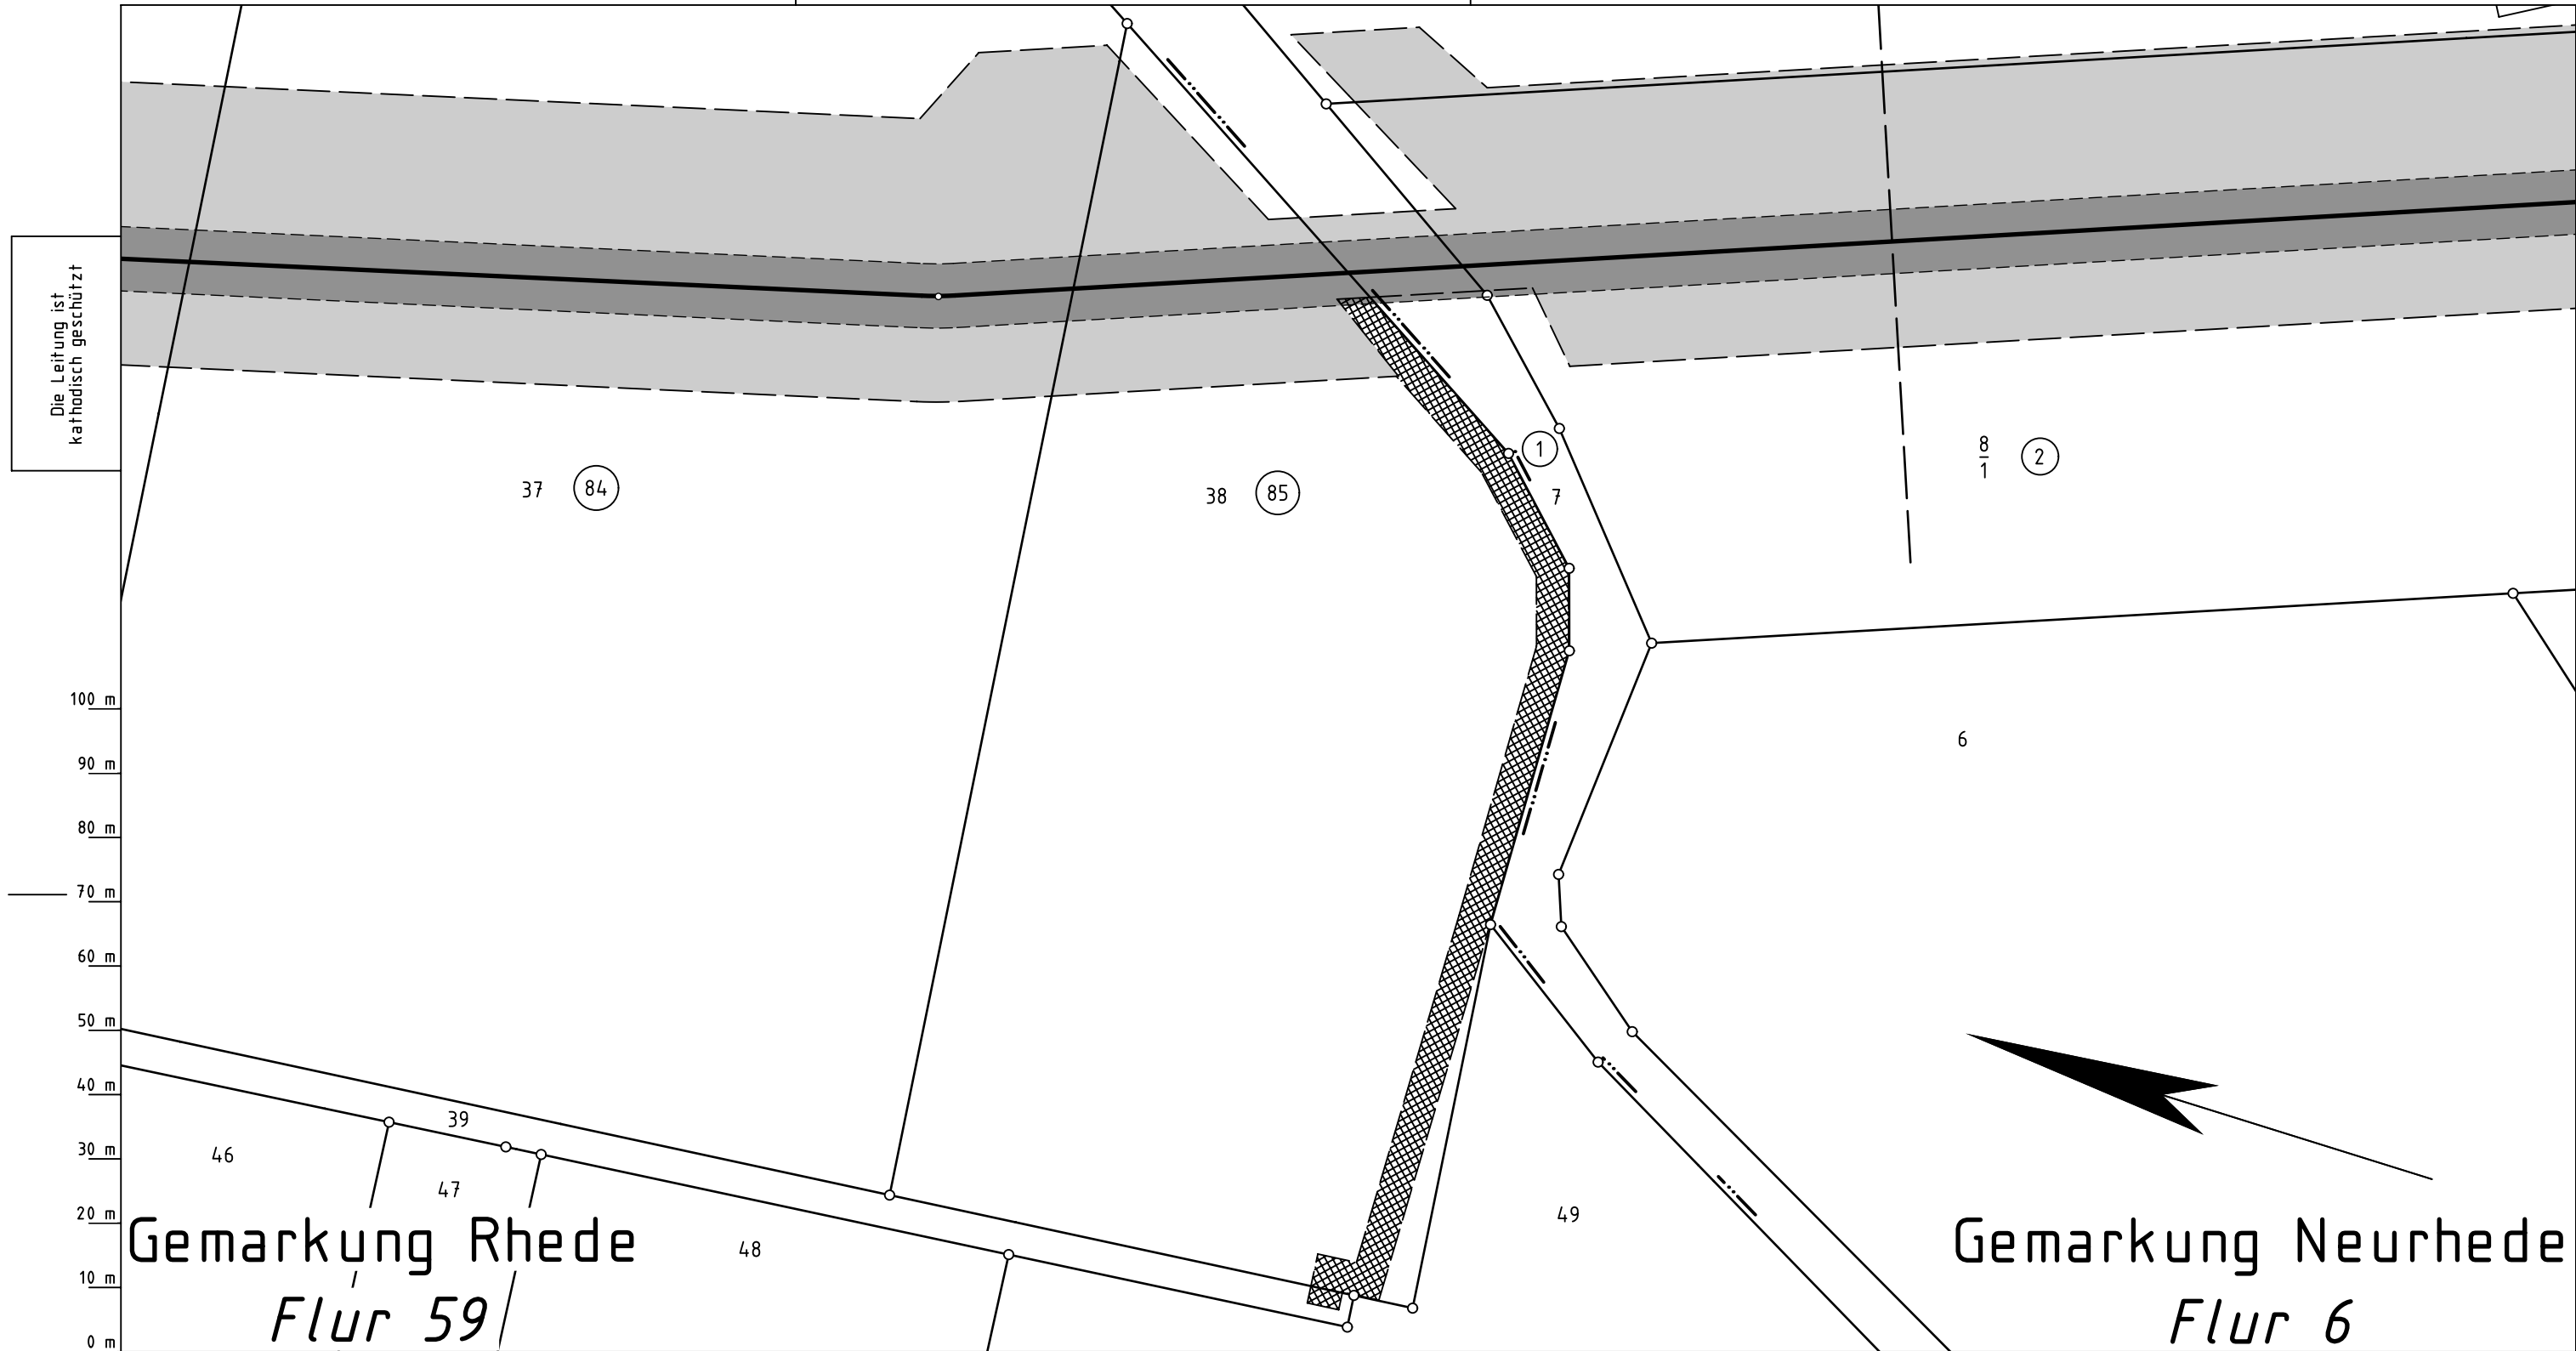 Die Leitung ist
kathodisch geschützt
37 84
38 85
1
7
8
1
2
6
100 m
90 m
80 m
70 m
60 m
50 m
40 m
30 m
20 m
10 m
0 m
39
46
47
48
49
Gemarkung Rhede
Flur 59
Gemarkung Neurhede
Flur 6